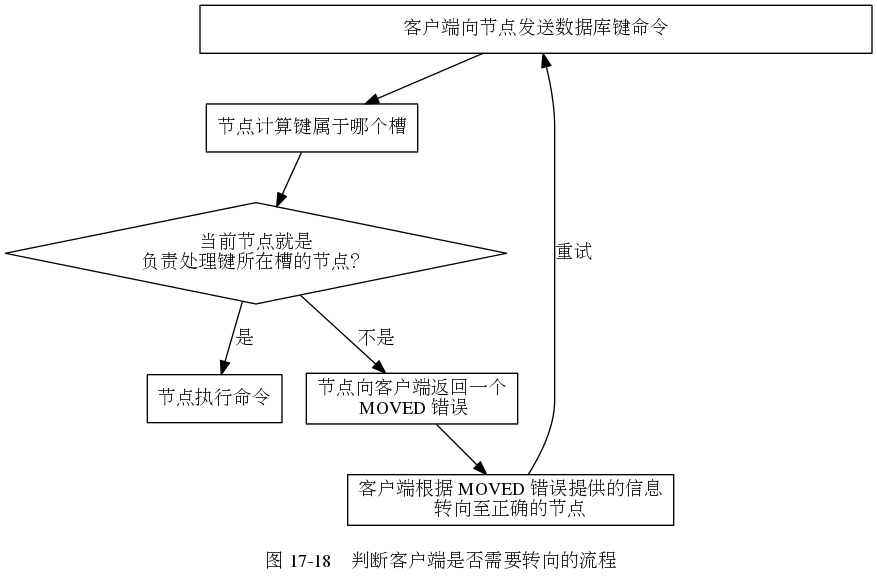 客户端向节点发送数据库键命令
节点计算键属于哪个槽
当前节点就是
负责处理键所在槽的节点？
重试
是
不是
节点执行命令
节点向客户端返回一个
MOVED 错误
客户端根据 MOVED 错误提供的信息
转向至正确的节点
图 17-18　判断客户端是否需要转向的流程